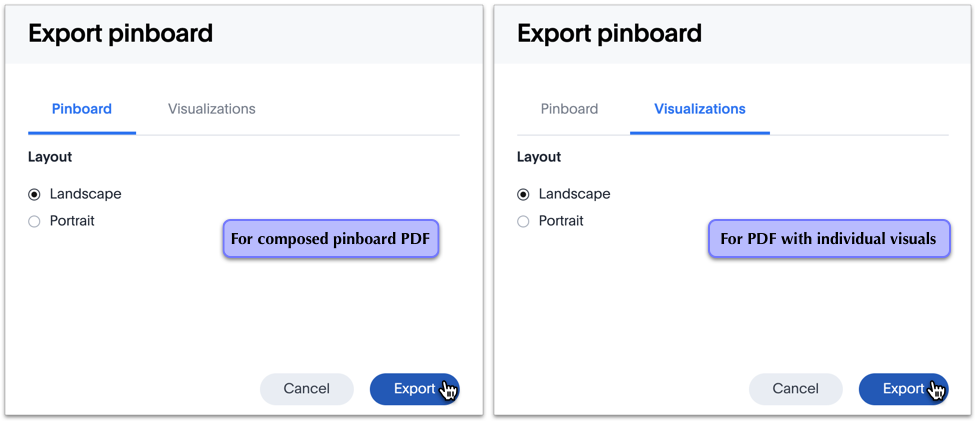 Export pinboard
Pinboard Visualizations
Layout
Landscape
Portrait
For composed pinboard PDF
Cancel Export
Export pinboard
Pinboard Visualizations
Layout
Landscape
Portrait
For PDF with individual visuals
Cancel Export